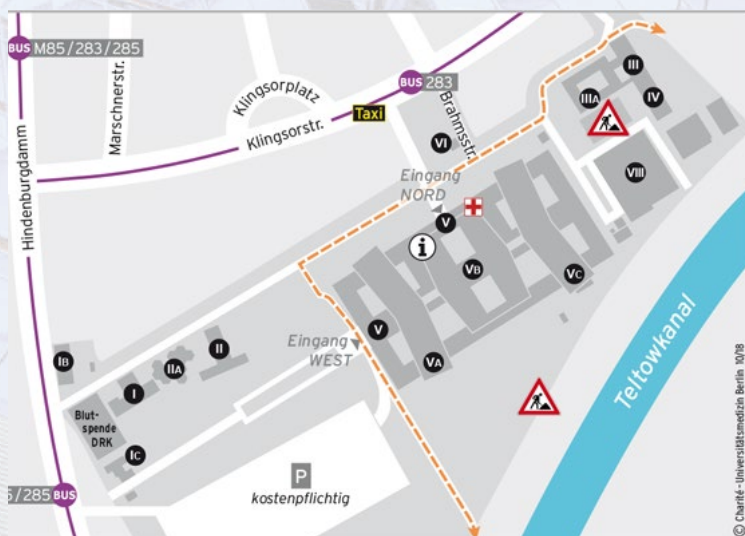 BUS M85/283/285
Marschnerstr.
Klingsorplatz
Klingsorstr.
Taxi
BUS 283
Brahmsstr.
Hindenburgdamm
III
IIIA
IV
VI
VIII
Eingang
NORD
V
i
VB
VC
V
VA
Eingang
WEST
IB
I
IIA
II
Blut-
spende
DRK
IC
/285 BUS
P
kostenpflichtig
Teltowkanal
© Charité - Universitätsmedizin Berlin 10/18